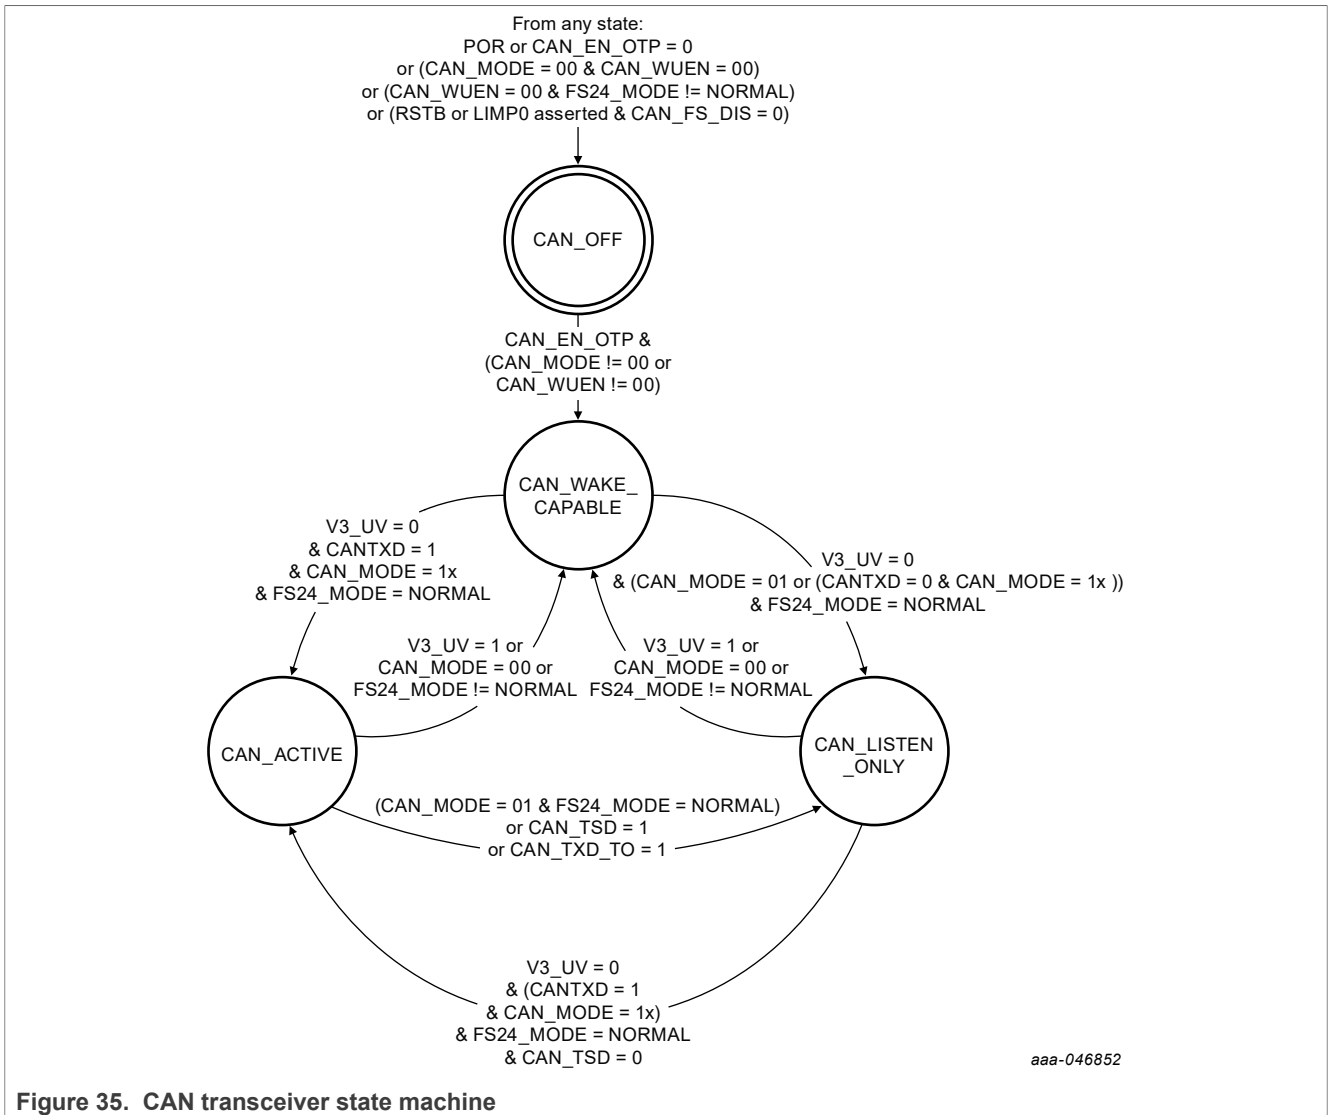 From any state:
POR or CAN_EN_OTP = 0
or (CAN_MODE = 00 & CAN_WUEN = 00)
or (CAN_WUEN = 00 & FS24_MODE != NORMAL)
or (RSTB or LIMP0 asserted & CAN_FS_DIS = 0)
CAN_OFF
CAN_EN_OTP &
(CAN_MODE != 00 or
CAN_WUEN != 00)
CAN_WAKE_
CAPABLE
V3_UV = 0
& CANTXD = 1
& CAN_MODE = 1x
& FS24_MODE = NORMAL
V3_UV = 0
& (CAN_MODE = 01 or (CANTXD = 0 & CAN_MODE = 1x ))
& FS24_MODE = NORMAL
V3_UV = 1 or
CAN_MODE = 00 or
FS24_MODE != NORMAL
V3_UV = 1 or
CAN_MODE = 00 or
FS24_MODE != NORMAL
CAN_ACTIVE
CAN_LISTEN
_ONLY
(CAN_MODE = 01 & FS24_MODE = NORMAL)
or CAN_TSD = 1
or CAN_TXD_TO = 1
V3_UV = 0
& (CANTXD = 1
& CAN_MODE = 1x)
& FS24_MODE = NORMAL
& CAN_TSD = 0
aaa-046852
Figure 35. CAN transceiver state machine